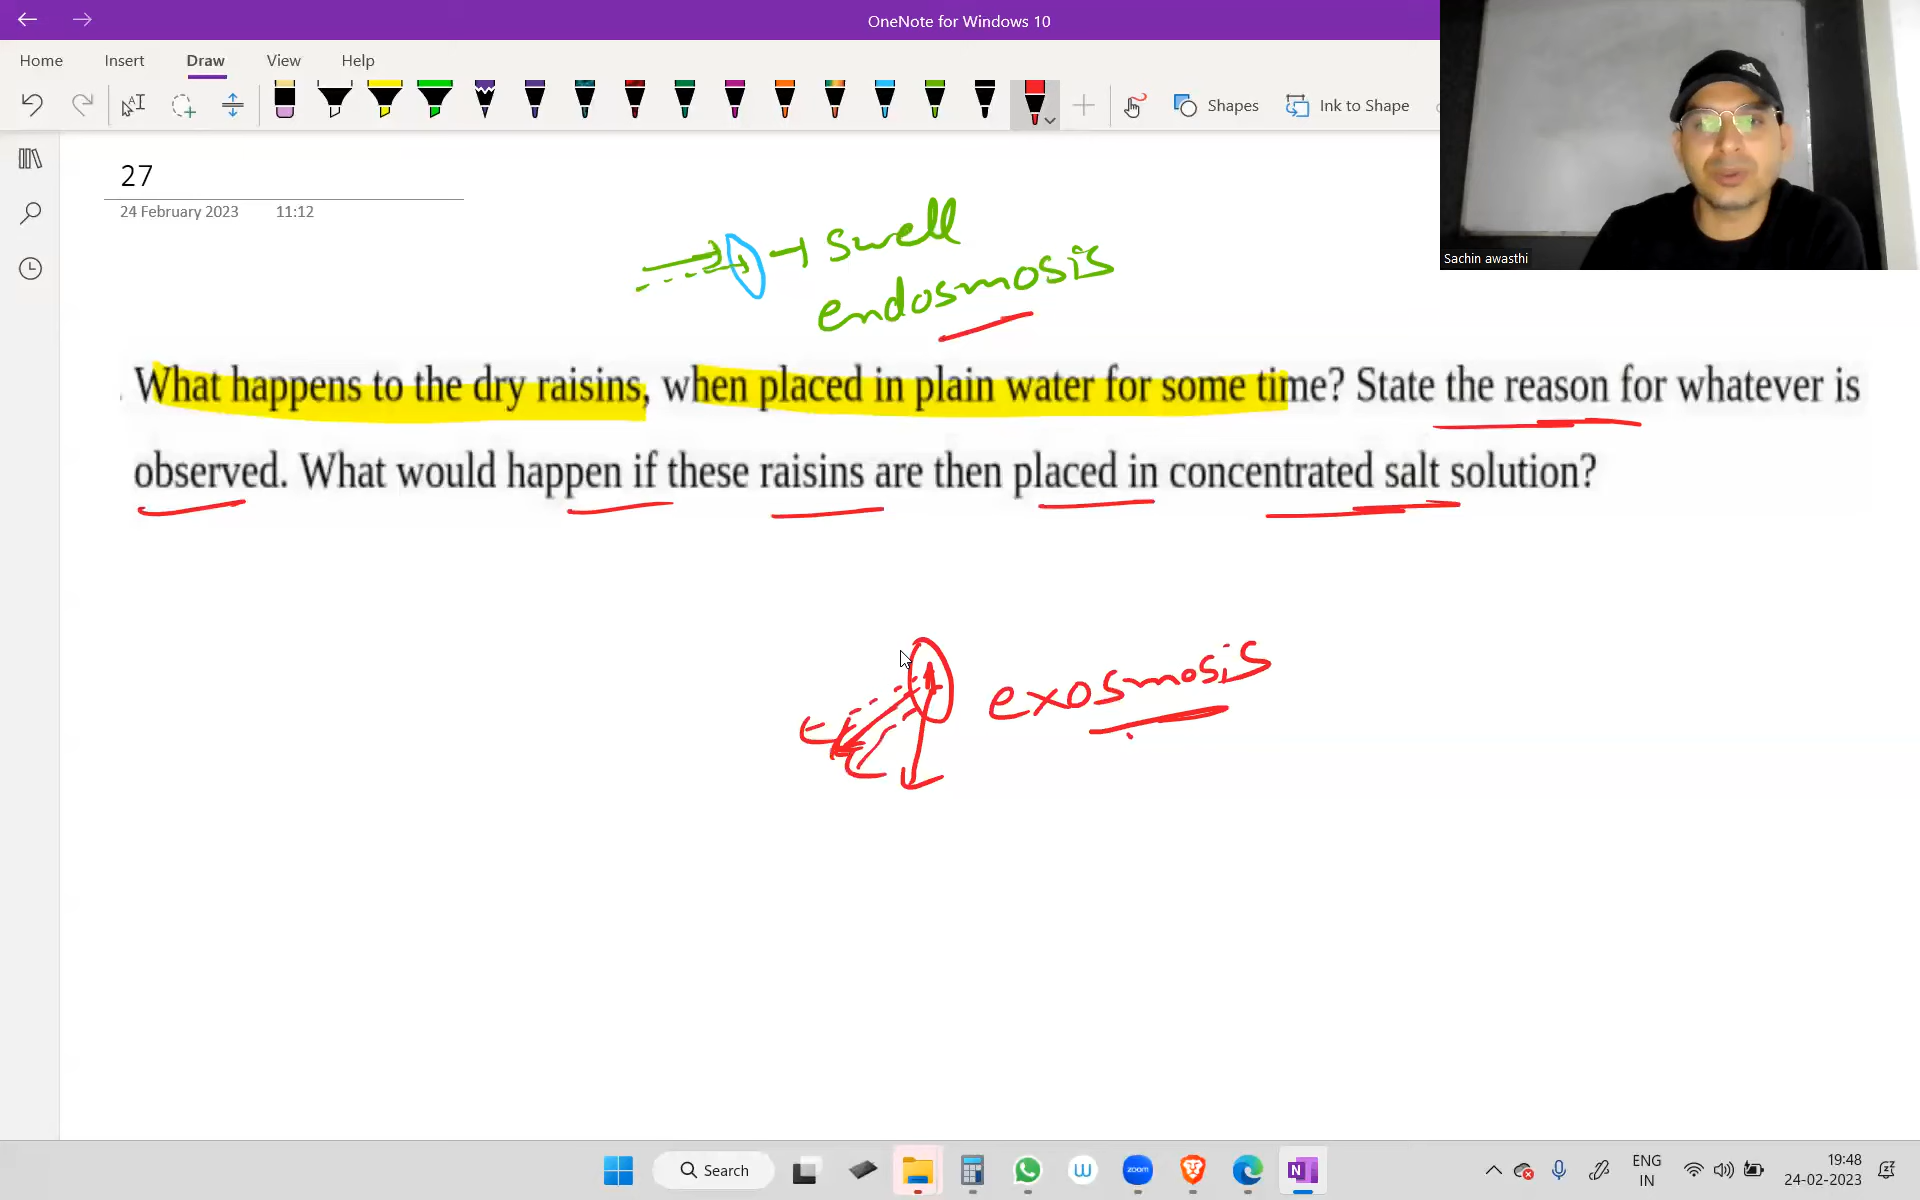 OneNote for Windows 10
Home Insert Draw View Help
Shapes Ink to Shape
27
24 February 2023 11:12
Sachin awasthi
swell
endosmosis
What happens to the dry raisins, when placed in plain water for some time? State the reason for whatever is
observed. What would happen if these raisins are then placed in concentrated salt solution?
exosmosis
Search
zoom
N
ENG
IN
19:48
24-02-2023